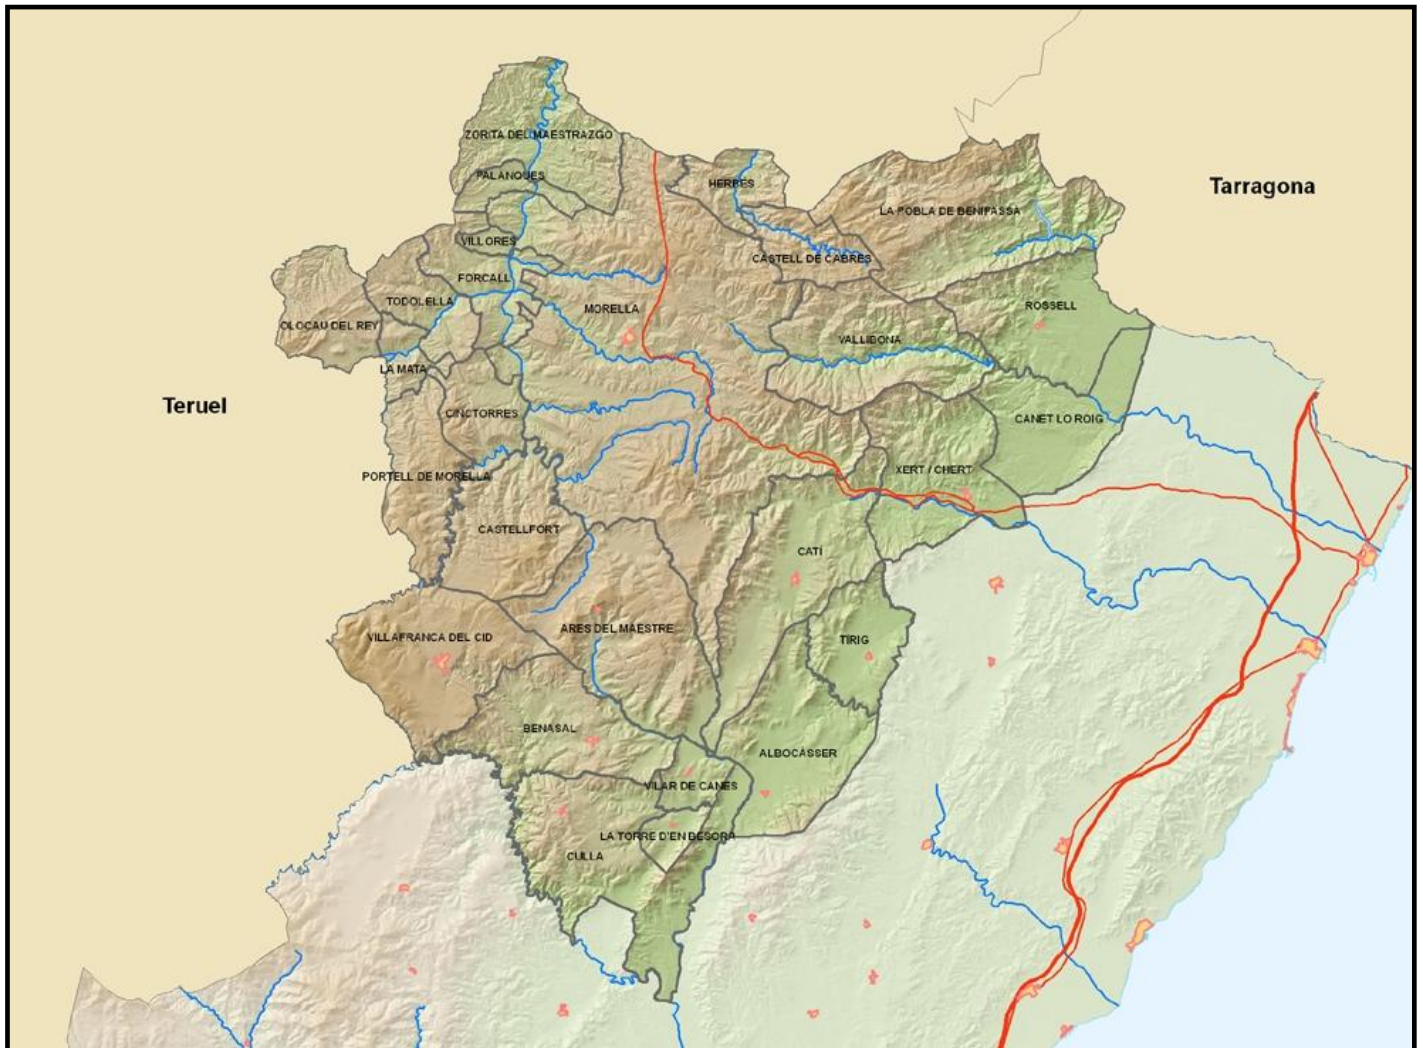 ZORITA DEL MAESTRAZGO
PALANQUES
HERBÉS
Tarragona
LA POBLA DE BENIFASSA
VILLORES
CASTELL DE CABRES
FORCALL
TODOLELLA
MORELLA
ROSSELL
OLOCAU DEL REY
VALLIBONA
LA MATA
Teruel
CINCTORRES
CANET LO ROIG
XERT / CHERT
PORTELL DE MORELLA
CASTELLFORT
CATÍ
ARES DEL MAESTRE
VILLAFRANCA DEL CID
TIRIG
BENASAL
ALBOCÀSSER
VILAR DE CANES
LA TORRE D'EN BESORA
CULLA